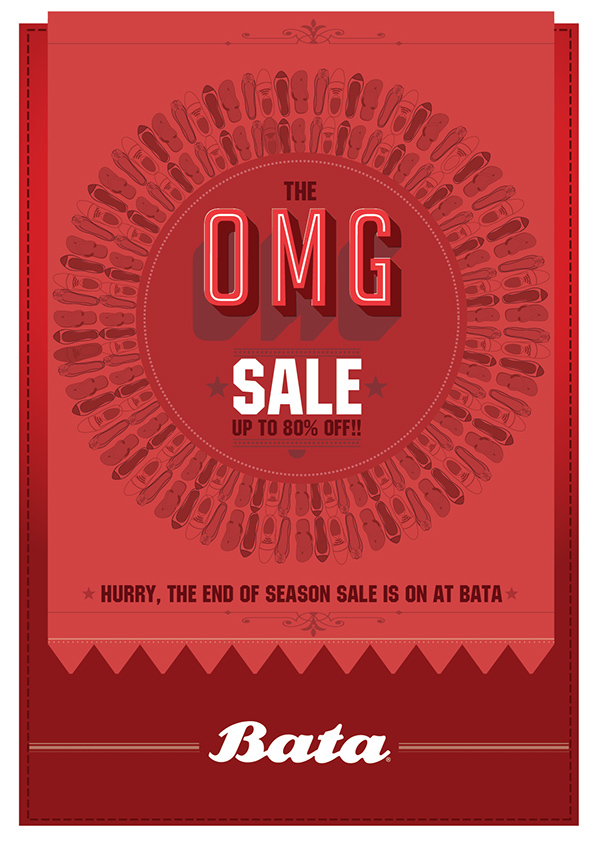 THE
OMG
SALE
UP TO 80% OFF!!
HURRY, THE END OF SEASON SALE IS ON AT BATA
Bata®